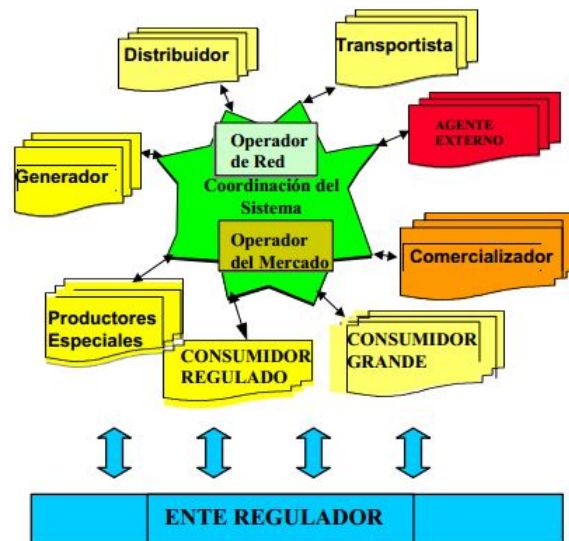 Distribuidor
Transportista
AGENTE
EXTERNO
Operador
de Red
Generador
Coordinación del
Sistema
Operador
del Mercado
Comercializador
Productores
Especiales
CONSUMIDOR
REGULADO
CONSUMIDOR
GRANDE
ENTE REGULADOR